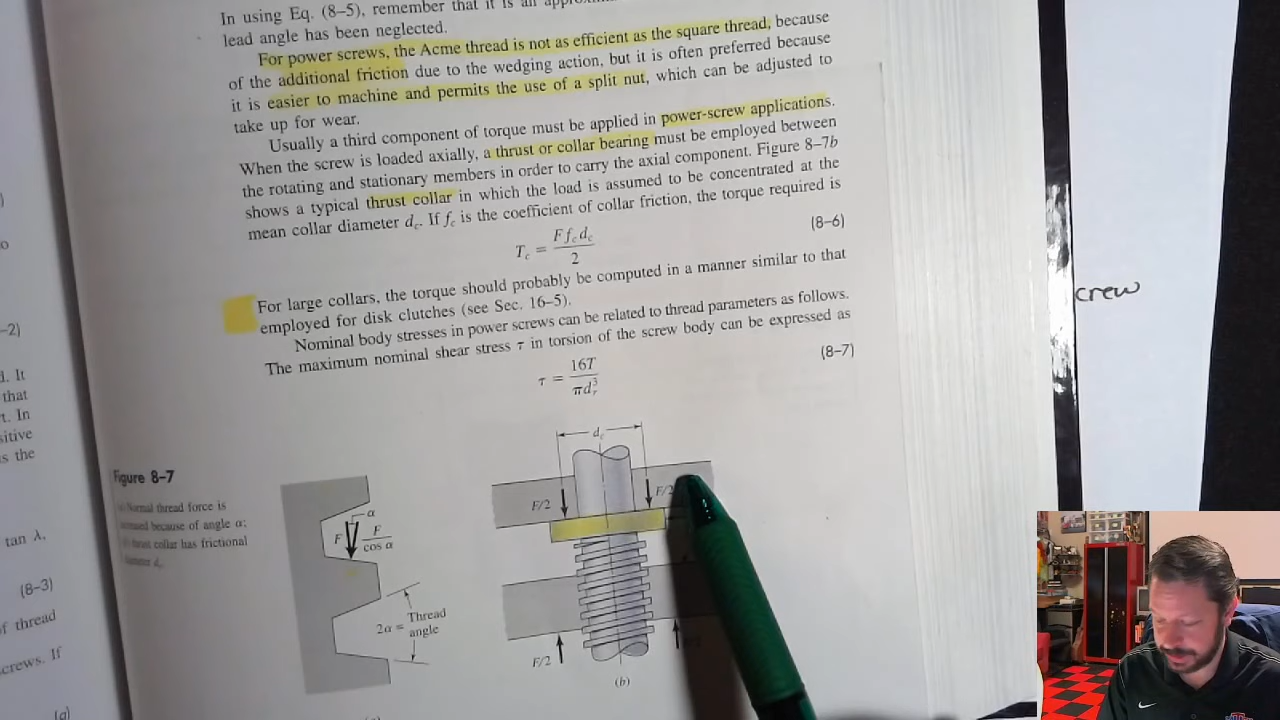 In using Eq. (8–5), remember that it is an
lead angle has been neglected.
For power screws, the Acme thread is not as efficient as the square thread, because
of the additional friction due to the wedging action, but it is often preferred because
it is easier to machine and permits the use of a split nut, which can be adjusted to
take up for wear.
Usually a third component of torque must be applied in power-screw applications.
When the screw is loaded axially, a thrust or collar bearing must be employed between
the rotating and stationary members in order to carry the axial component. Figure 8–7b
shows a typical thrust collar in which the load is assumed to be concentrated at the
mean collar diameter d_c. If f_c is the coefficient of collar friction, the torque required is
T_c = F f_c d_c / 2 (8–6)
For large collars, the torque should probably be computed in a manner similar to that
employed for disk clutches (see Sec. 16–5).
Nominal body stresses in power screws can be related to thread parameters as follows.
The maximum nominal shear stress τ in torsion of the screw body can be expressed as
τ = 16T / πd_r^3 (8–7)
Figure 8–7
Normal thread force is
because of angle α;
thrust collar has frictional
α
F
F / cos α
2α = Thread angle
d_c
F/2
F/2
F/2
(b)
–2)
d. It
that
t. In
sitive
s the
tan λ,
(8–3)
of thread
crews. If
crew